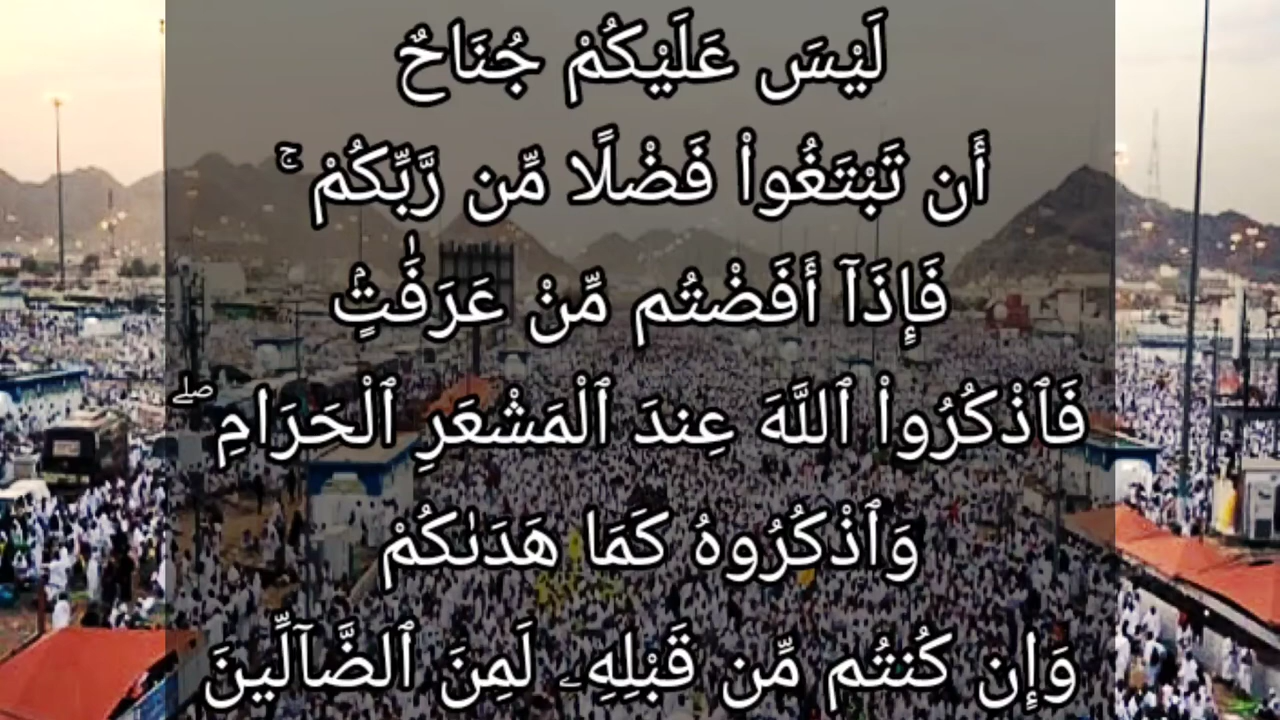 لَيْسَ عَلَيْكُمْ جُنَاحٌ
أَن تَبْتَغُوا۟ فَضْلًا مِّن رَّبِّكُمْ ۚ
فَإِذَآ أَفَضْتُم مِّنْ عَرَفَٰتٍۢ
فَٱذْكُرُوا۟ ٱللَّهَ عِندَ ٱلْمَشْعَرِ ٱلْحَرَامِ ۖ
وَٱذْكُرُوهُ كَمَا هَدَىٰكُمْ
وَإِن كُنتُم مِّن قَبْلِهِۦ لَمِنَ ٱلضَّآلِّينَ